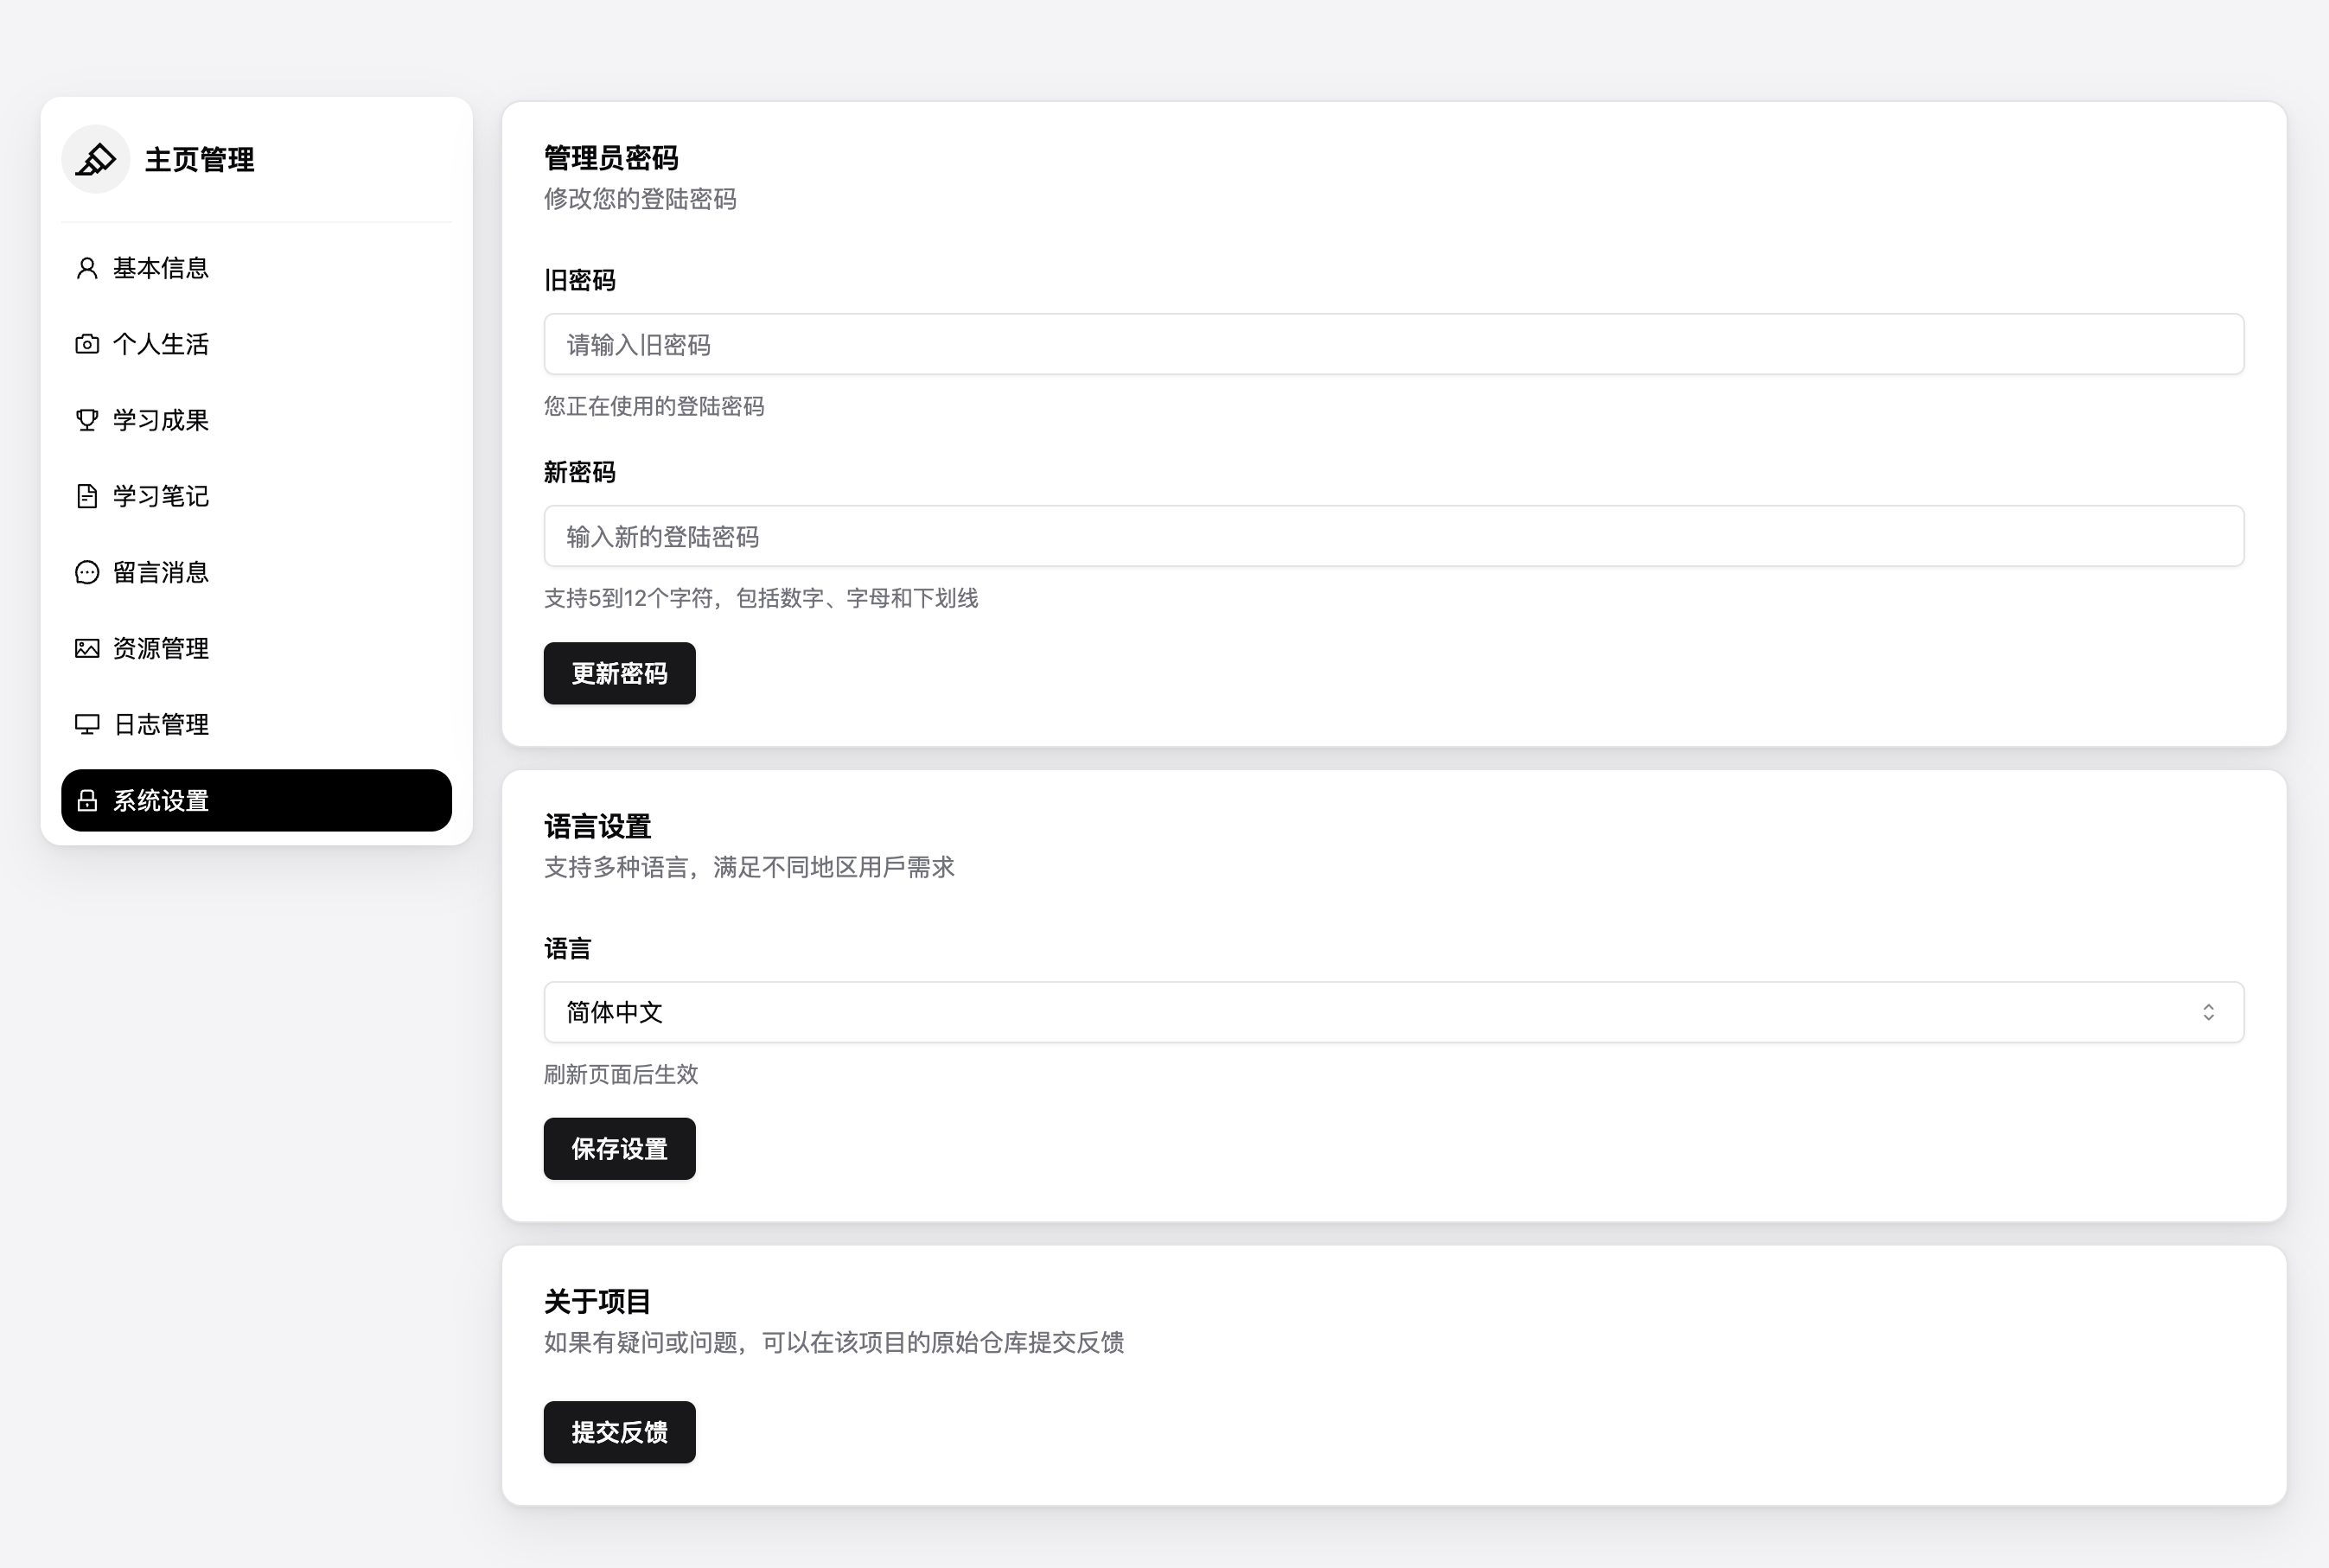 主页管理
基本信息
个人生活
学习成果
学习笔记
留言消息
资源管理
日志管理
系统设置
管理员密码
修改您的登陆密码
旧密码
请输入旧密码
您正在使用的登陆密码
新密码
输入新的登陆密码
支持5到12个字符，包括数字、字母和下划线
更新密码
语言设置
支持多种语言，满足不同地区用戶需求
语言
简体中文
刷新页面后生效
保存设置
关于项目
如果有疑问或问题，可以在该项目的原始仓库提交反馈
提交反馈